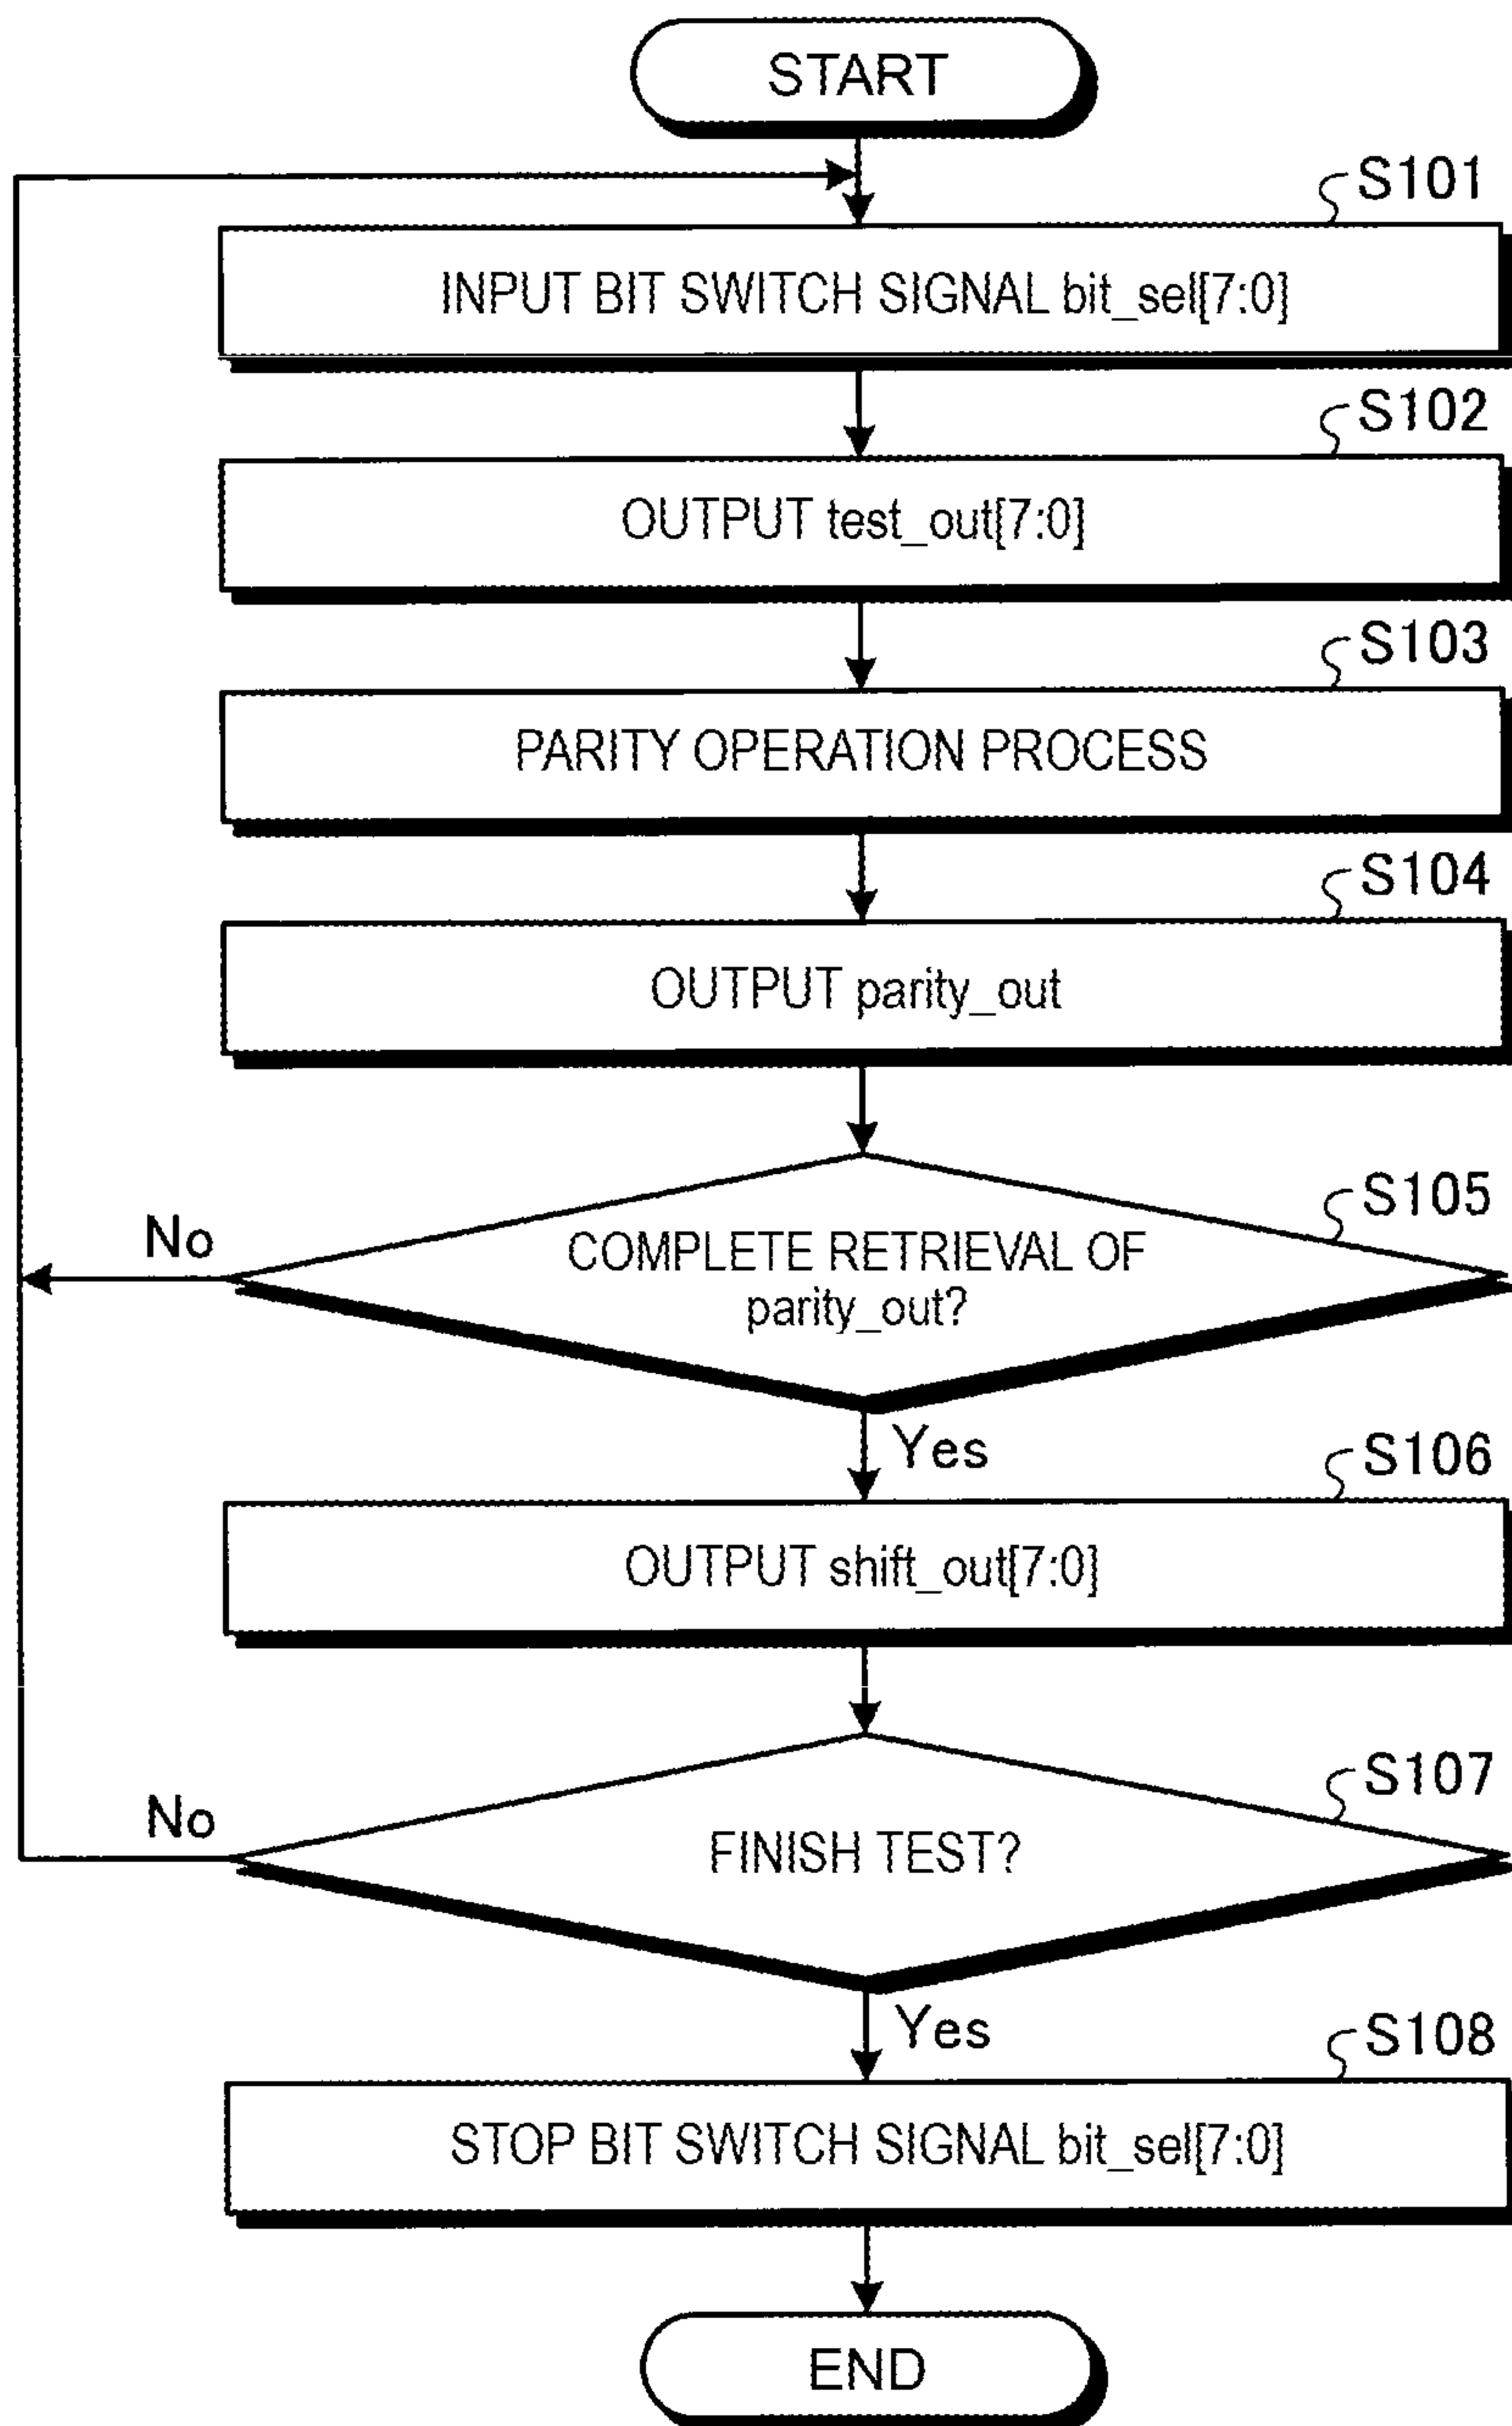 START
S101
INPUT BIT SWITCH SIGNAL bit_sel[7:0]
S102
OUTPUT test_out[7:0]
S103
PARITY OPERATION PROCESS
S104
OUTPUT parity_out
S105
No
COMPLETE RETRIEVAL OF
parity_out?
Yes
S106
OUTPUT shift_out[7:0]
S107
No
FINISH TEST?
Yes
S108
STOP BIT SWITCH SIGNAL bit_sel[7:0]
END